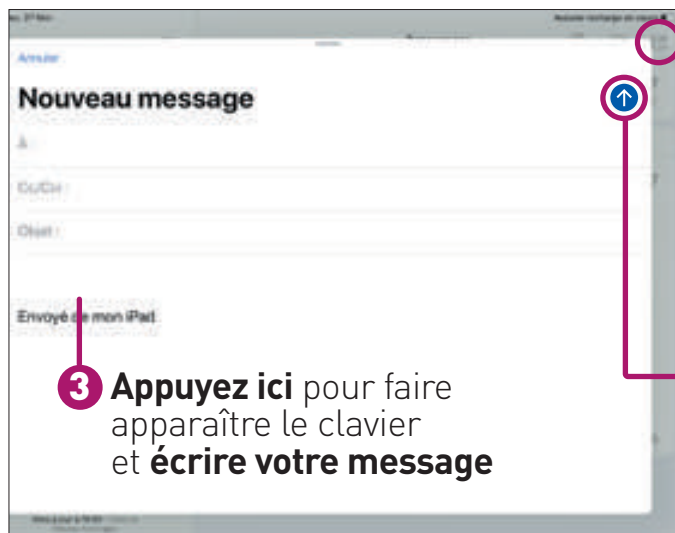 Annuler
Nouveau message
À :
Cc/Cci :
Objet :
Envoyé de mon iPad
3 Appuyez ici pour faire
apparaître le clavier
et écrire votre message